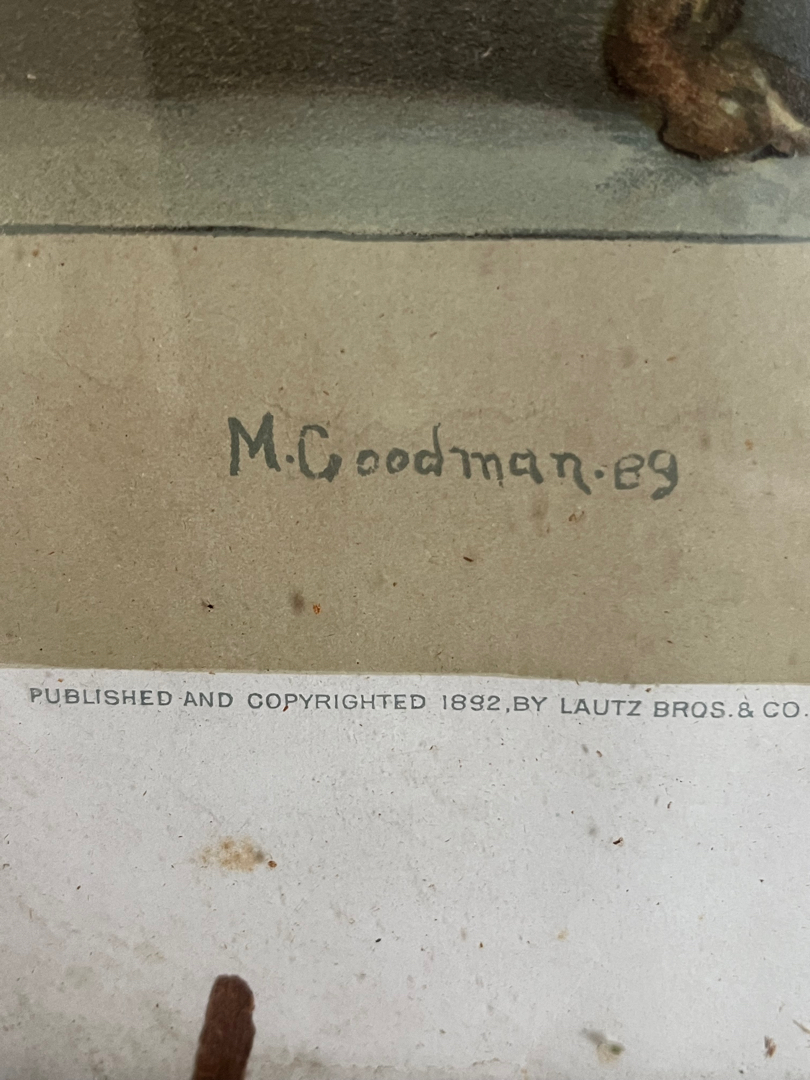 M. Goodman. 89
PUBLISHED AND COPYRIGHTED 1892, BY LAUTZ BROS. & CO.